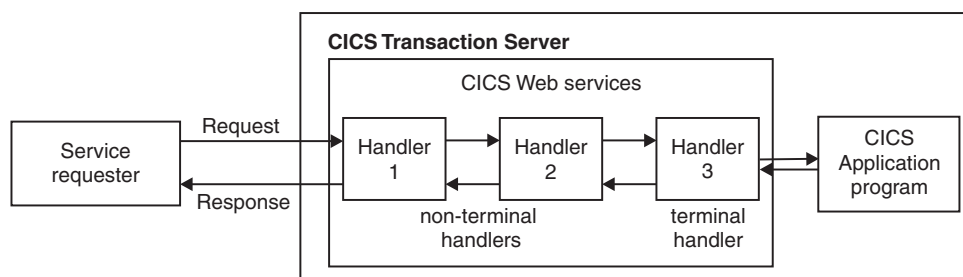 CICS Transaction Server
CICS Web services
Request
Service
requester
Response
Handler
1
Handler
2
Handler
3
non-terminal
handlers
terminal
handler
CICS
Application
program